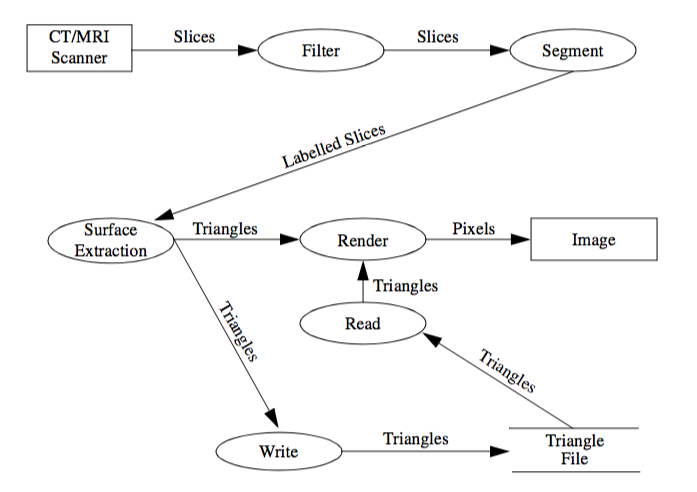 CT/MRI
Scanner
Slices
Filter
Slices
Segment
Labelled Slices
Surface
Extraction
Triangles
Render
Pixels
Image
Triangles
Read
Triangles
Triangles
Write
Triangles
Triangle
File